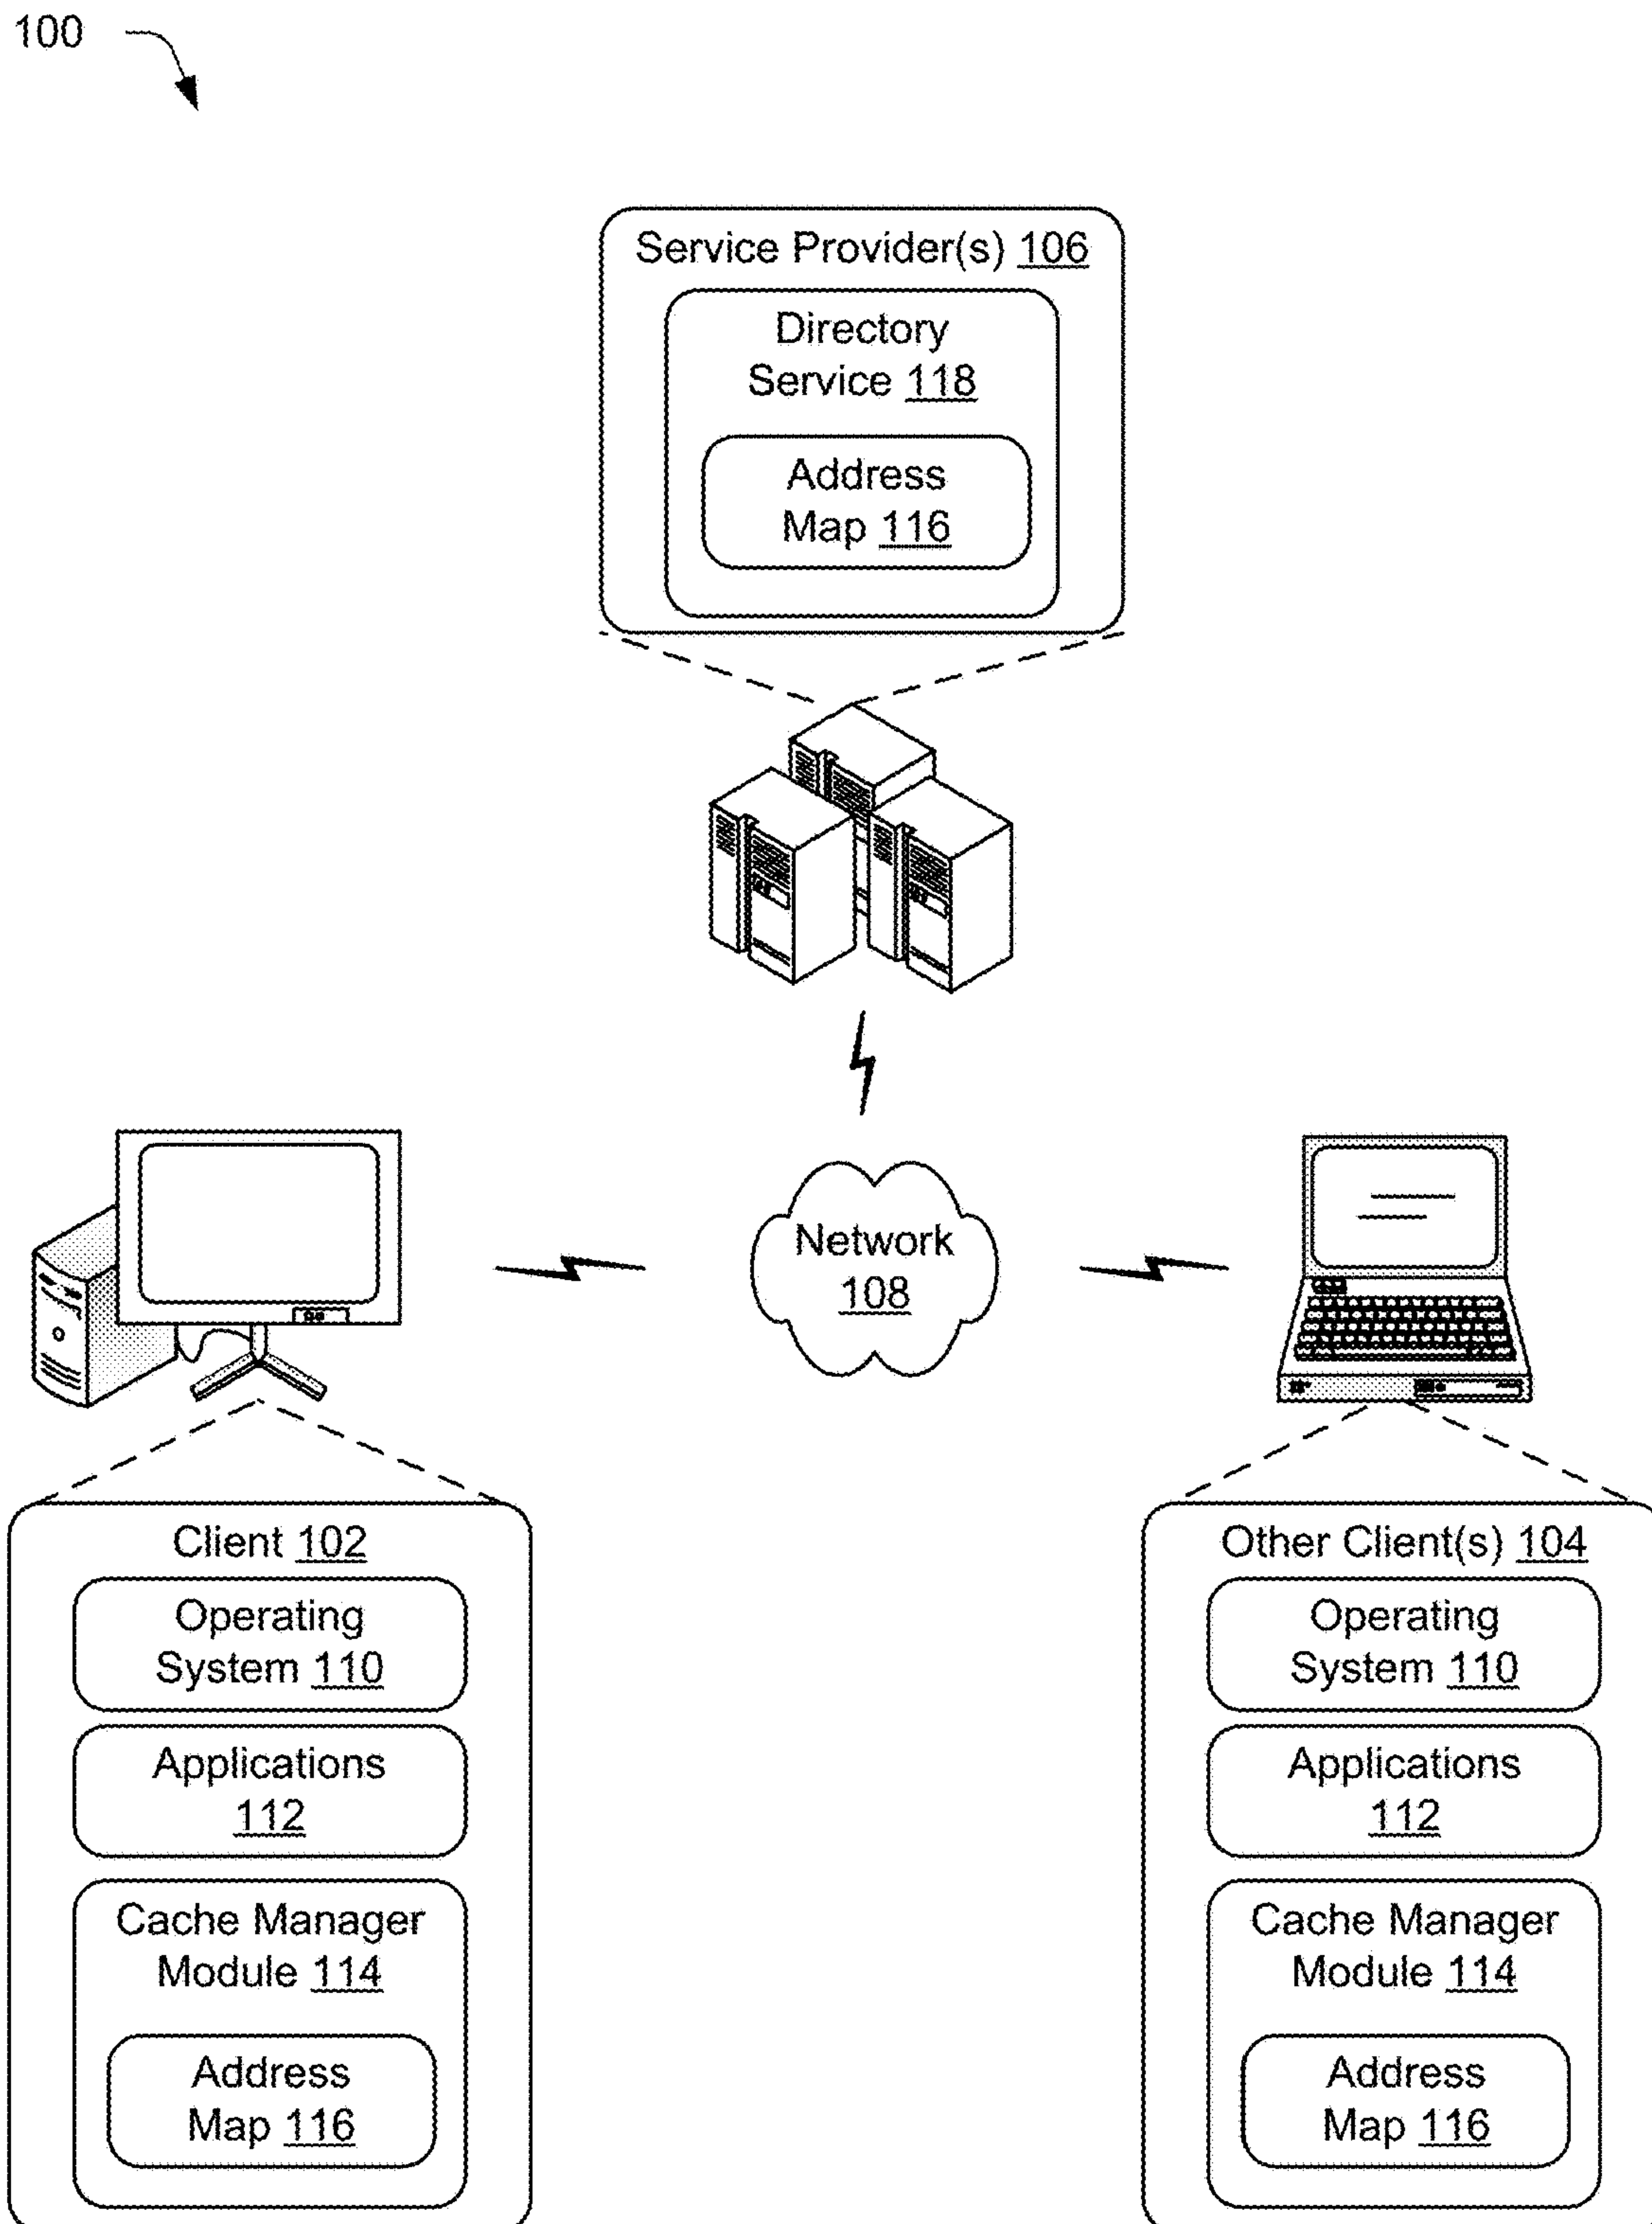 100
Service Provider(s) 106
Directory
Service 118
Address
Map 116
Network
108
Client 102
Operating
System 110
Applications
112
Cache Manager
Module 114
Address
Map 116
Other Client(s) 104
Operating
System 110
Applications
112
Cache Manager
Module 114
Address
Map 116